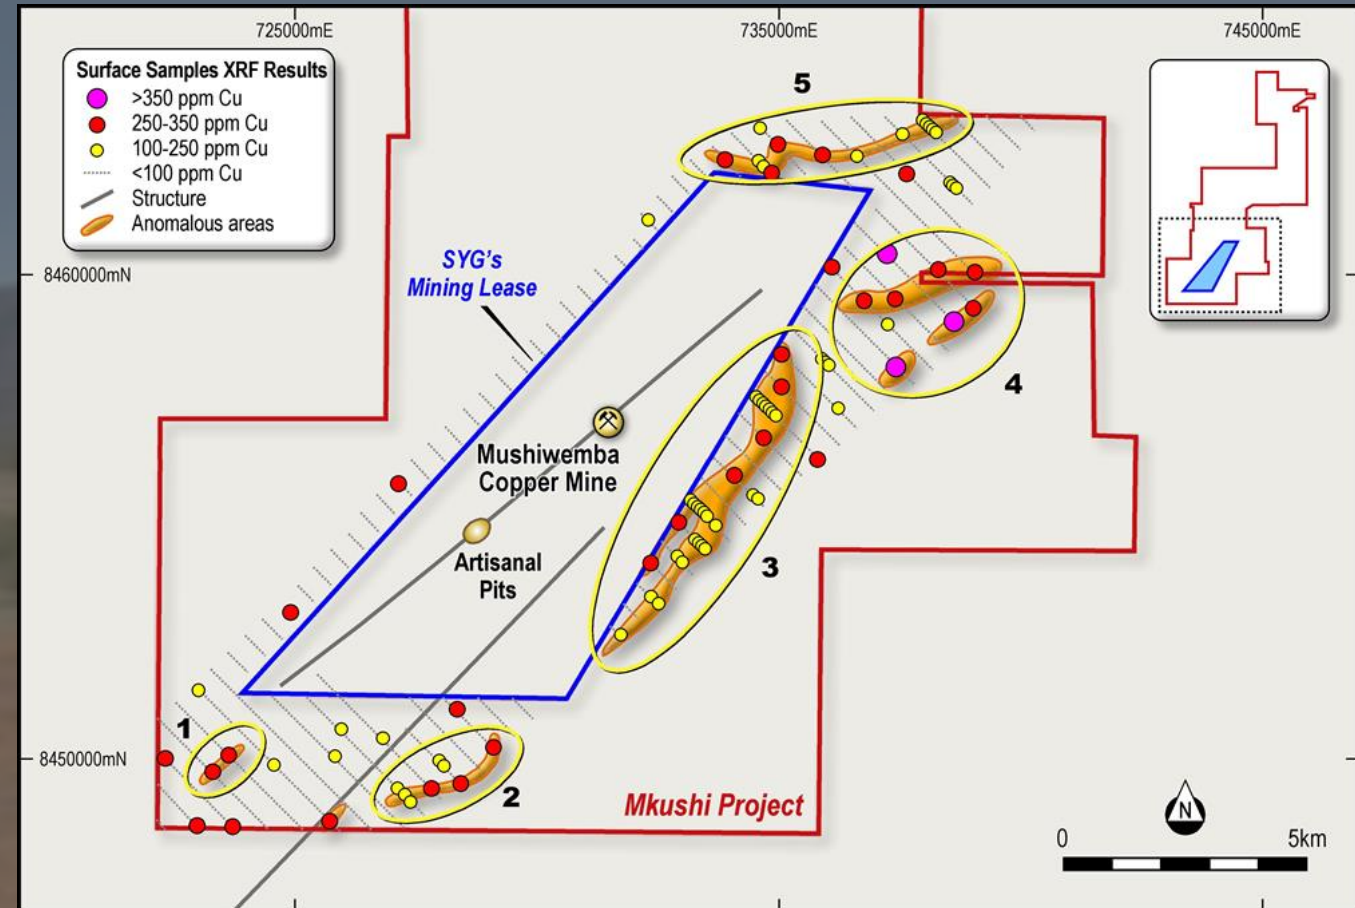 725000mE
735000mE
745000mE
Surface Samples XRF Results
>350 ppm Cu
250-350 ppm Cu
100-250 ppm Cu
<100 ppm Cu
Structure
Anomalous areas
5
8460000mN
SYG's
Mining Lease
4
Mushiwemba
Copper Mine
Artisanal
Pits
3
1
8450000mN
2
Mkushi Project
N
0
5km